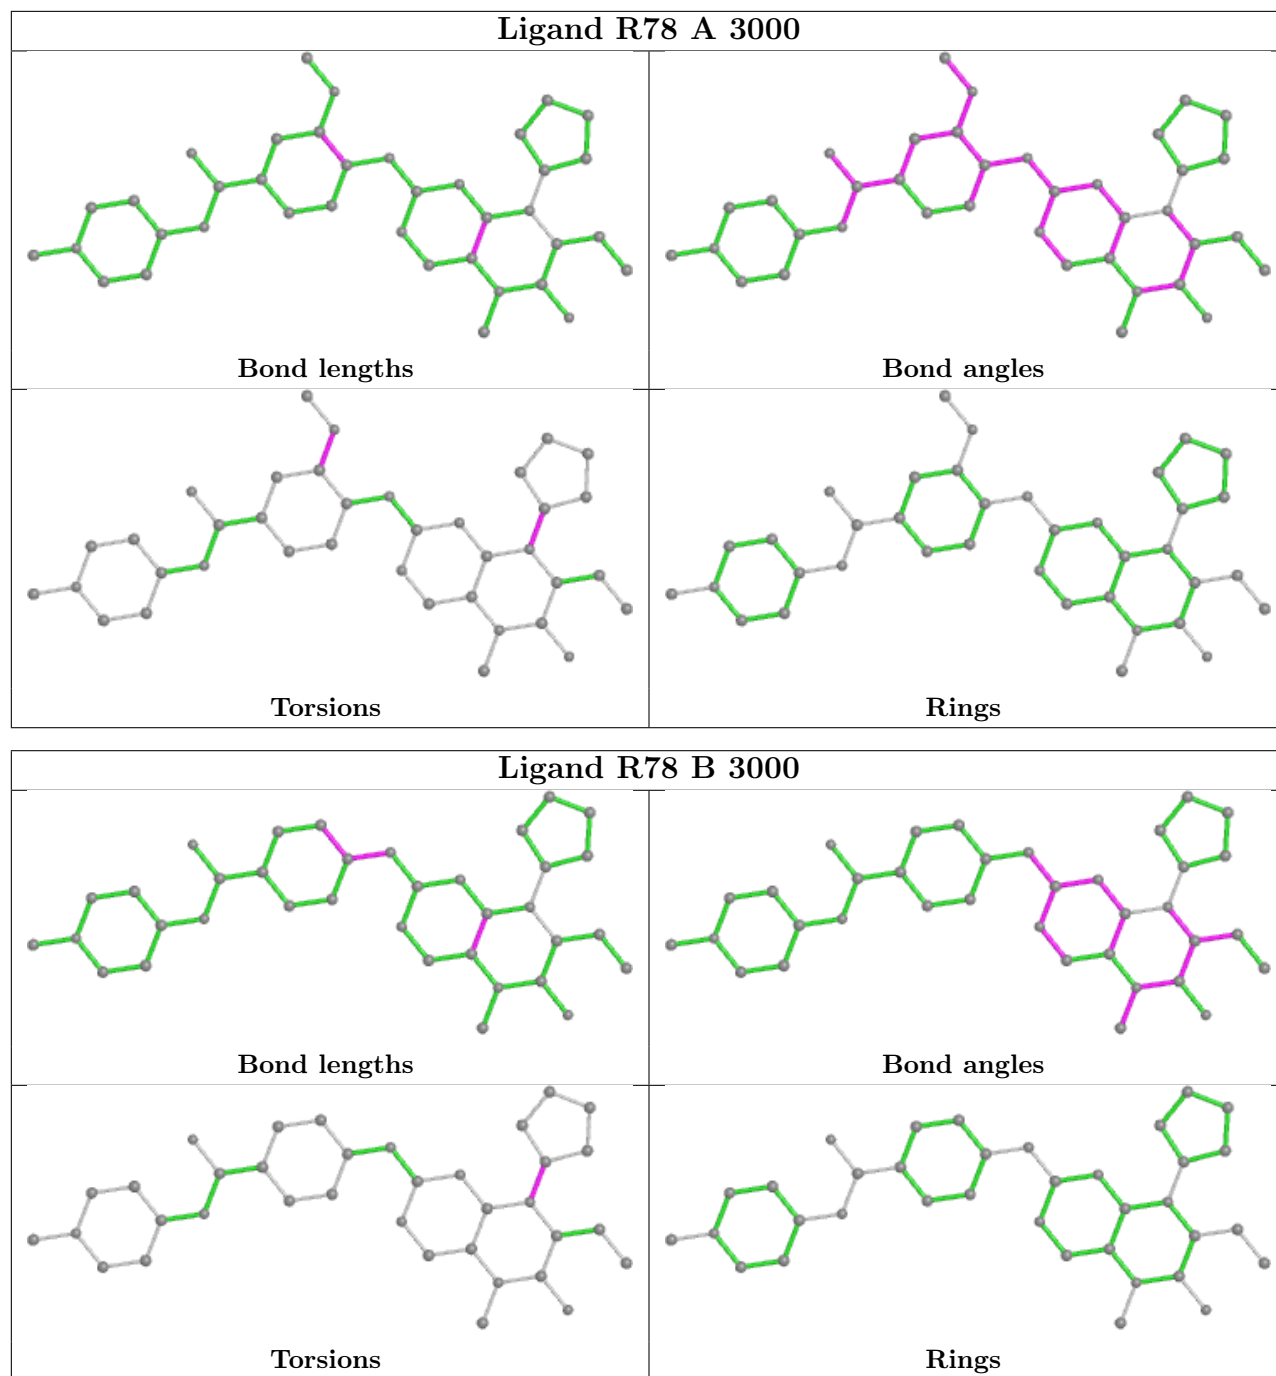 Ligand R78 A 3000
Bond lengths
Bond angles
Torsions
Rings
Ligand R78 B 3000
Bond lengths
Bond angles
Torsions
Rings